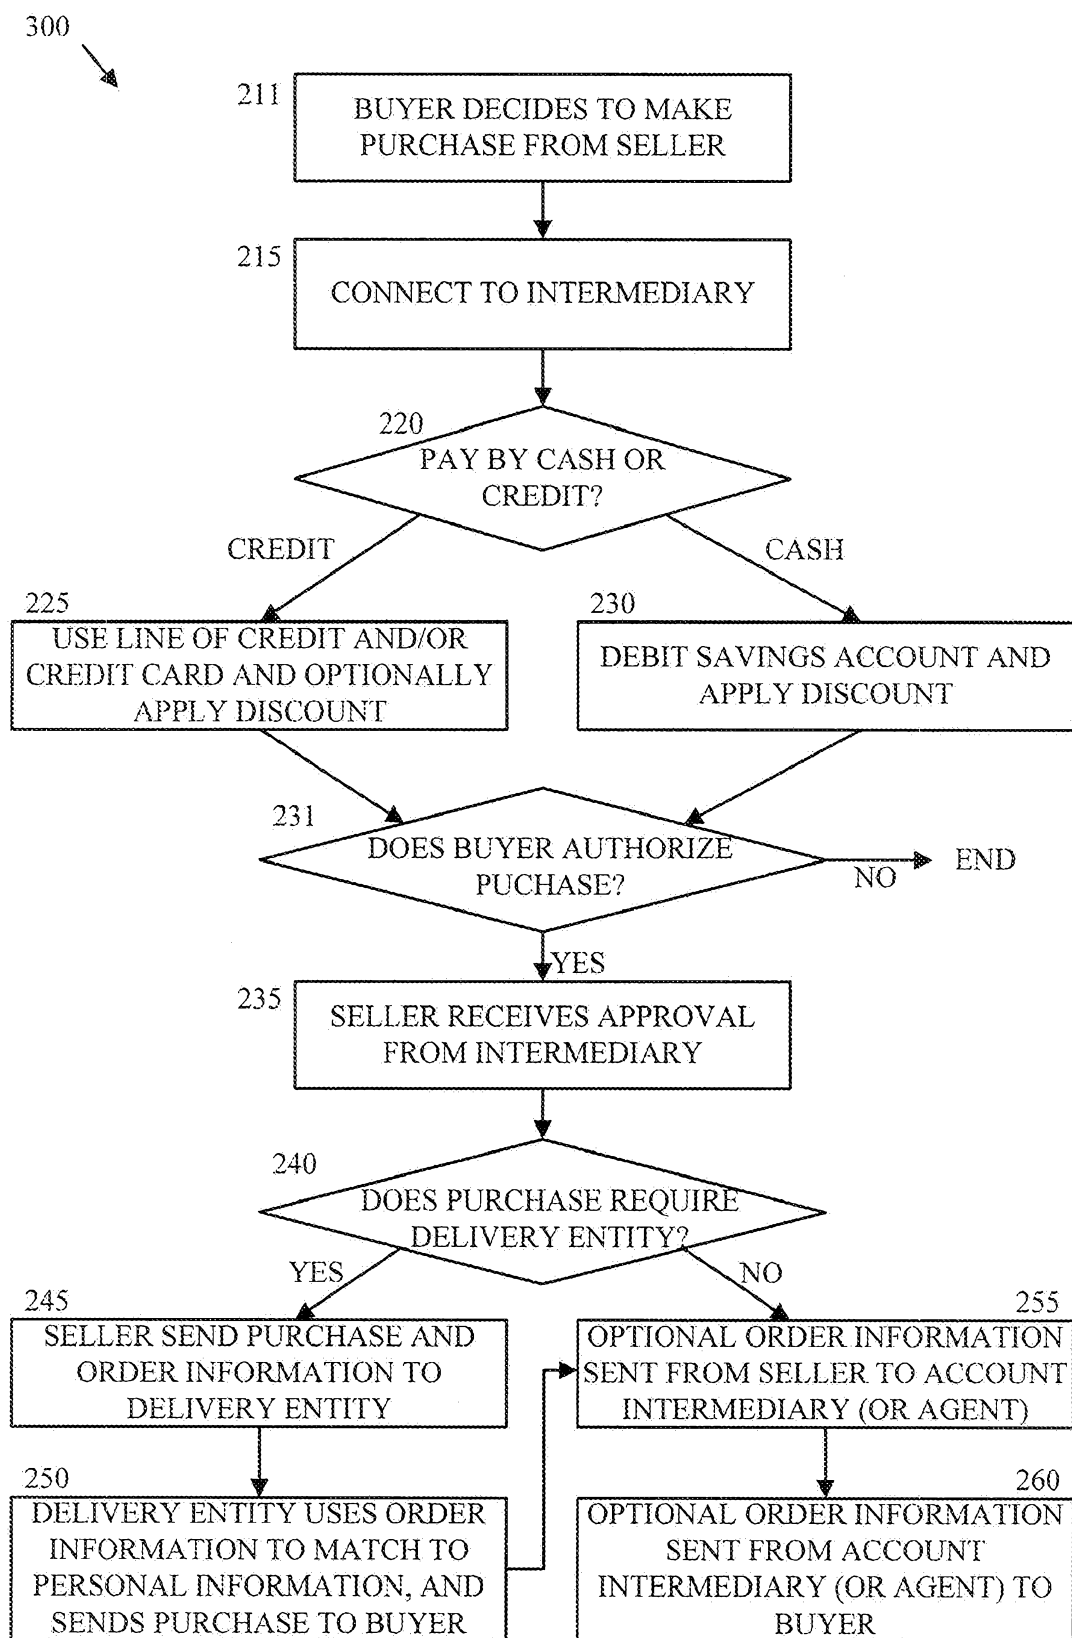 300
211
BUYER DECIDES TO MAKE
PURCHASE FROM SELLER
215
CONNECT TO INTERMEDIARY
220
PAY BY CASH OR
CREDIT?
CREDIT
CASH
225
USE LINE OF CREDIT AND/OR
CREDIT CARD AND OPTIONALLY
APPLY DISCOUNT
230
DEBIT SAVINGS ACCOUNT AND
APPLY DISCOUNT
231
DOES BUYER AUTHORIZE
PUCHASE?
NO
END
YES
235
SELLER RECEIVES APPROVAL
FROM INTERMEDIARY
240
DOES PURCHASE REQUIRE
DELIVERY ENTITY?
YES
NO
245
SELLER SEND PURCHASE AND
ORDER INFORMATION TO
DELIVERY ENTITY
255
OPTIONAL ORDER INFORMATION
SENT FROM SELLER TO ACCOUNT
INTERMEDIARY (OR AGENT)
250
DELIVERY ENTITY USES ORDER
INFORMATION TO MATCH TO
PERSONAL INFORMATION, AND
SENDS PURCHASE TO BUYER
260
OPTIONAL ORDER INFORMATION
SENT FROM ACCOUNT
INTERMEDIARY (OR AGENT) TO
BUYER